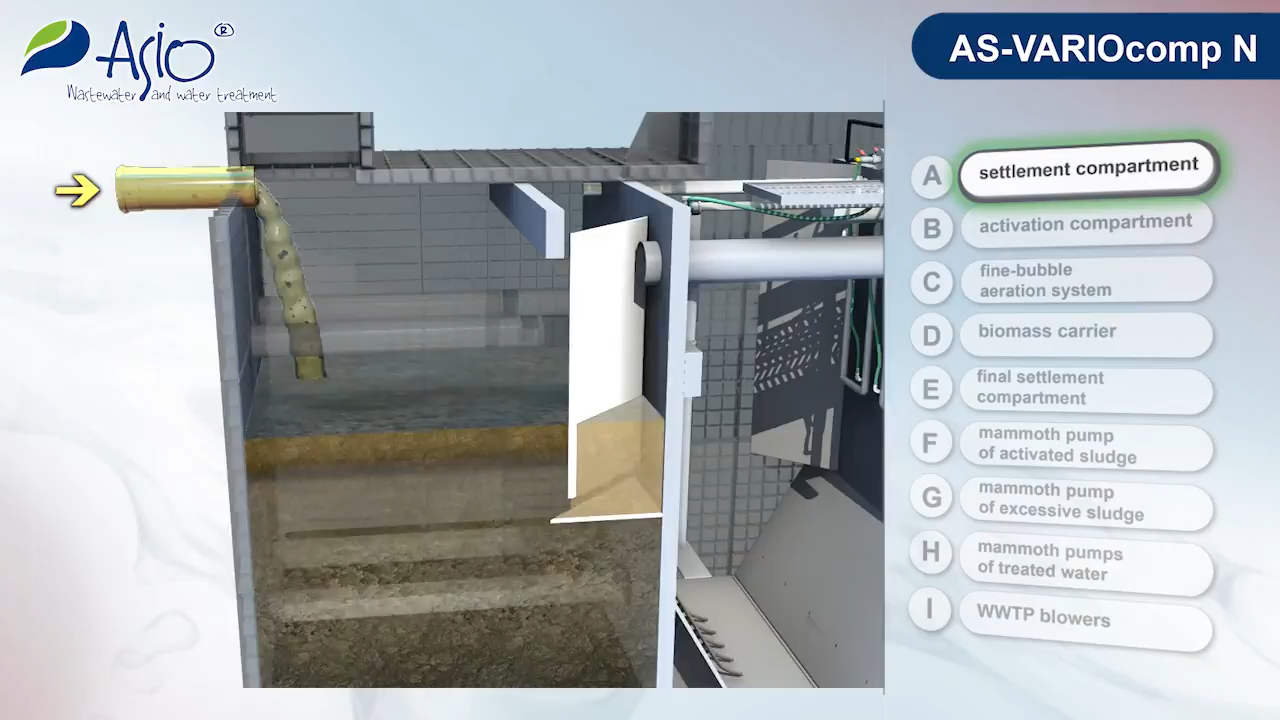 Asio ®
Wastewater and water treatment
AS-VARIOcomp N
A settlement compartment
B activation compartment
C fine-bubble
aeration system
D biomass carrier
E final settlement
compartment
F mammoth pump
of activated sludge
G mammoth pump
of excessive sludge
H mammoth pumps
of treated water
I WWTP blowers